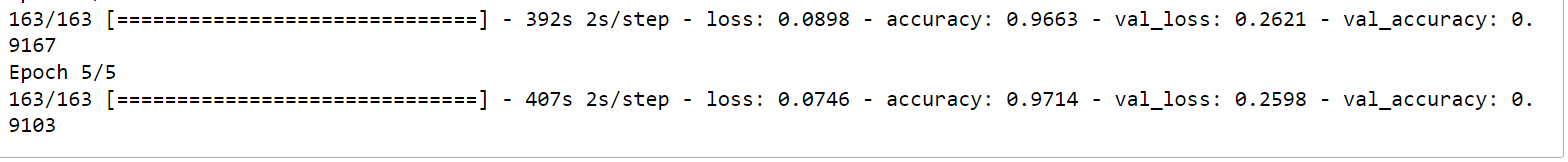 163/163 [==============================] - 392s 2s/step - loss: 0.0898 - accuracy: 0.9663 - val_loss: 0.2621 - val_accuracy: 0.
9167
Epoch 5/5
163/163 [==============================] - 407s 2s/step - loss: 0.0746 - accuracy: 0.9714 - val_loss: 0.2598 - val_accuracy: 0.
9103